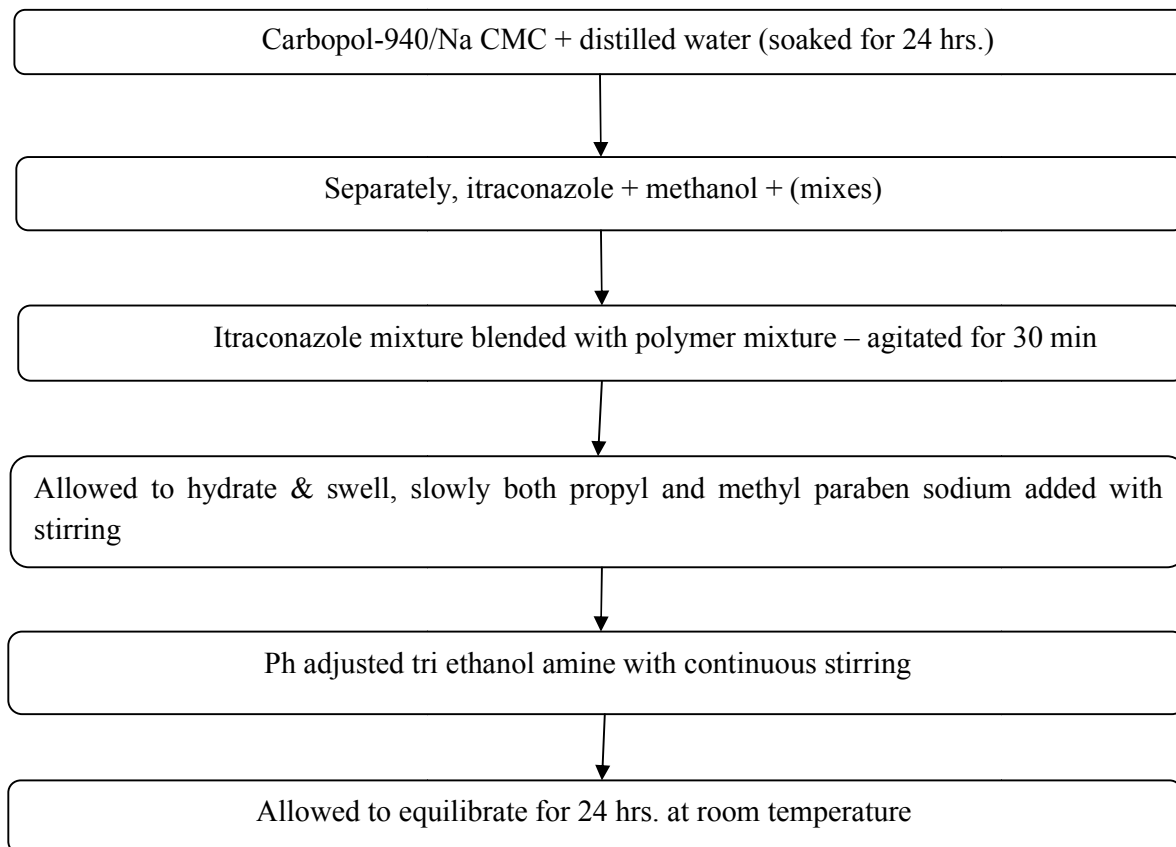 Carbopol-940/Na CMC + distilled water (soaked for 24 hrs.)
Separately, itraconazole + methanol + (mixes)
Itraconazole mixture blended with polymer mixture – agitated for 30 min
Allowed to hydrate & swell, slowly both propyl and methyl paraben sodium added with
stirring
Ph adjusted tri ethanol amine with continuous stirring
Allowed to equilibrate for 24 hrs. at room temperature